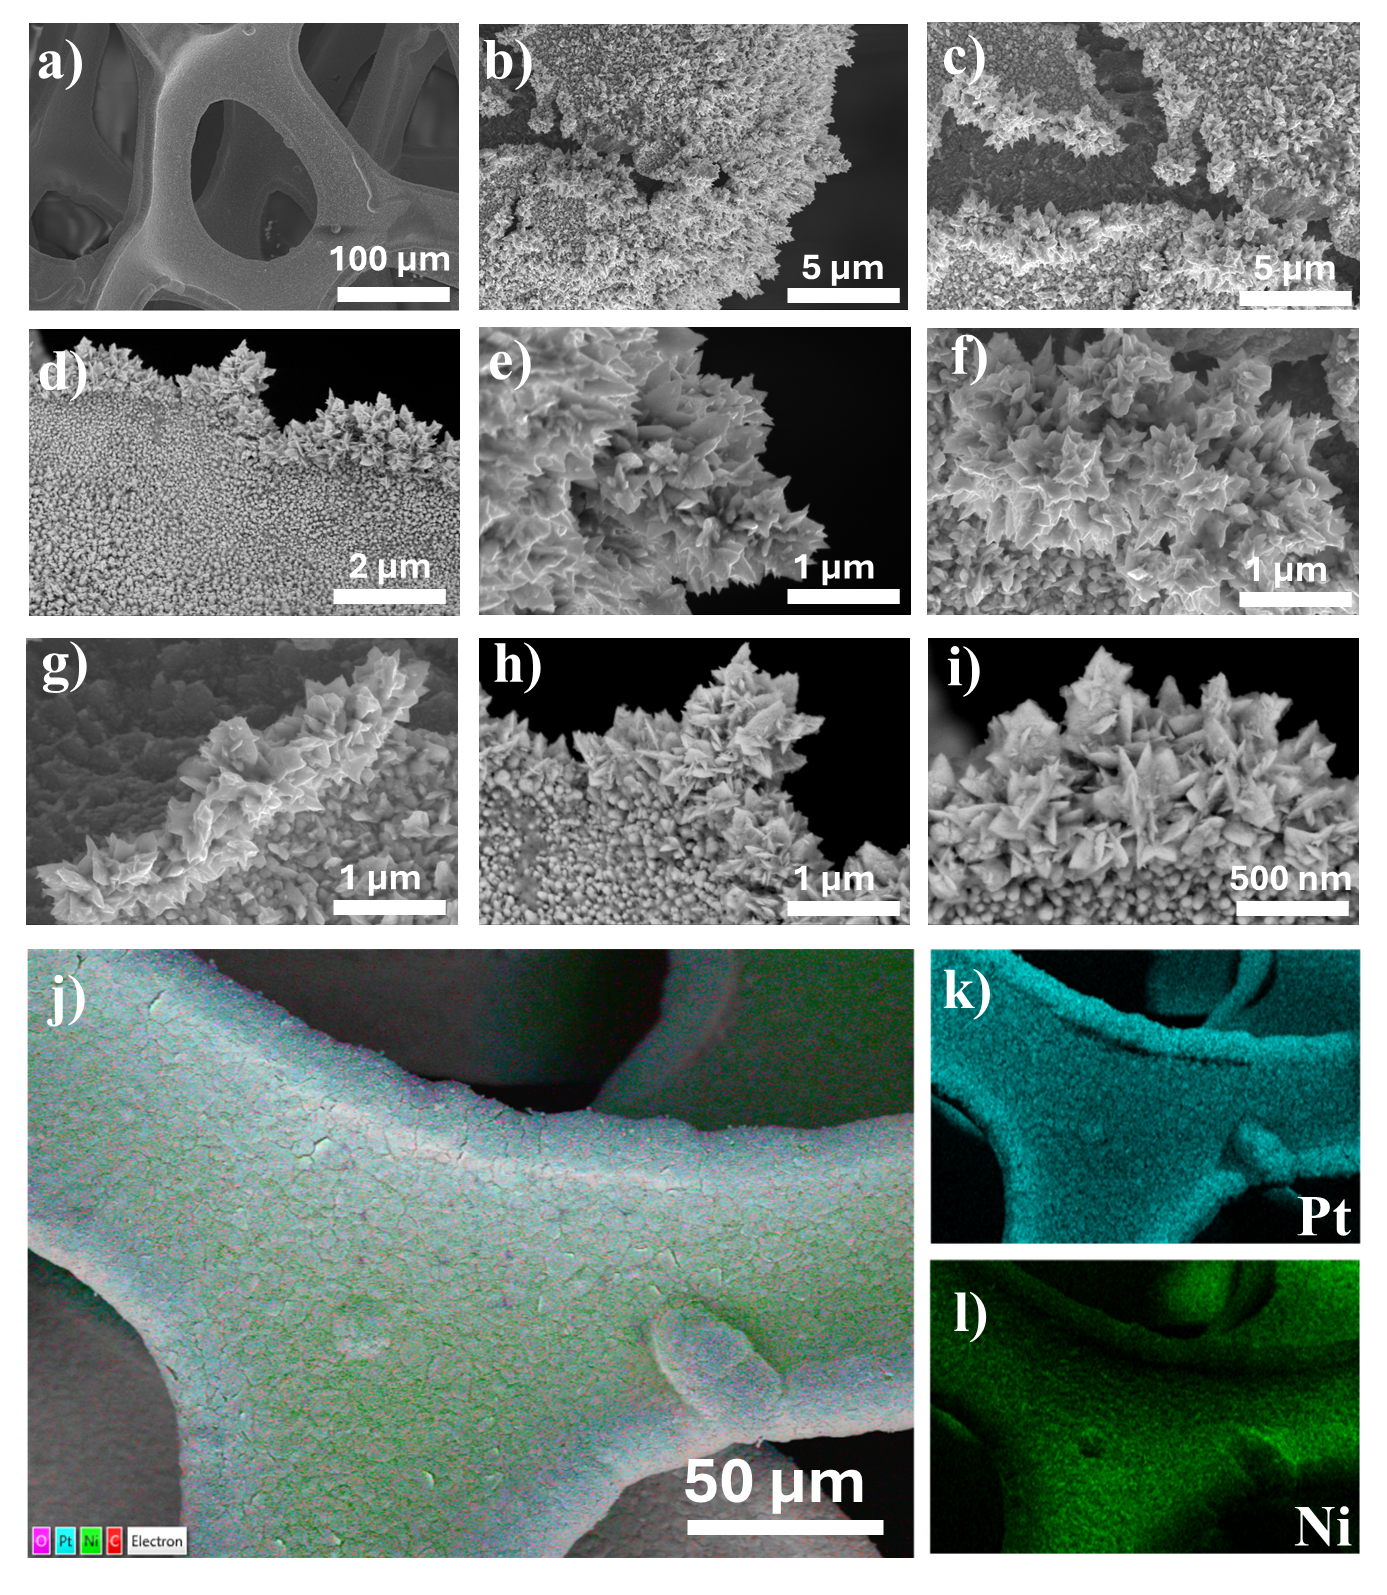 a)
100 µm
b)
5 µm
c)
5 µm
d)
2 µm
e)
1 µm
f)
1 µm
g)
1 µm
h)
1 µm
i)
500 nm
j)
50 µm
O Pt Ni C Electron
k)
Pt
l)
Ni